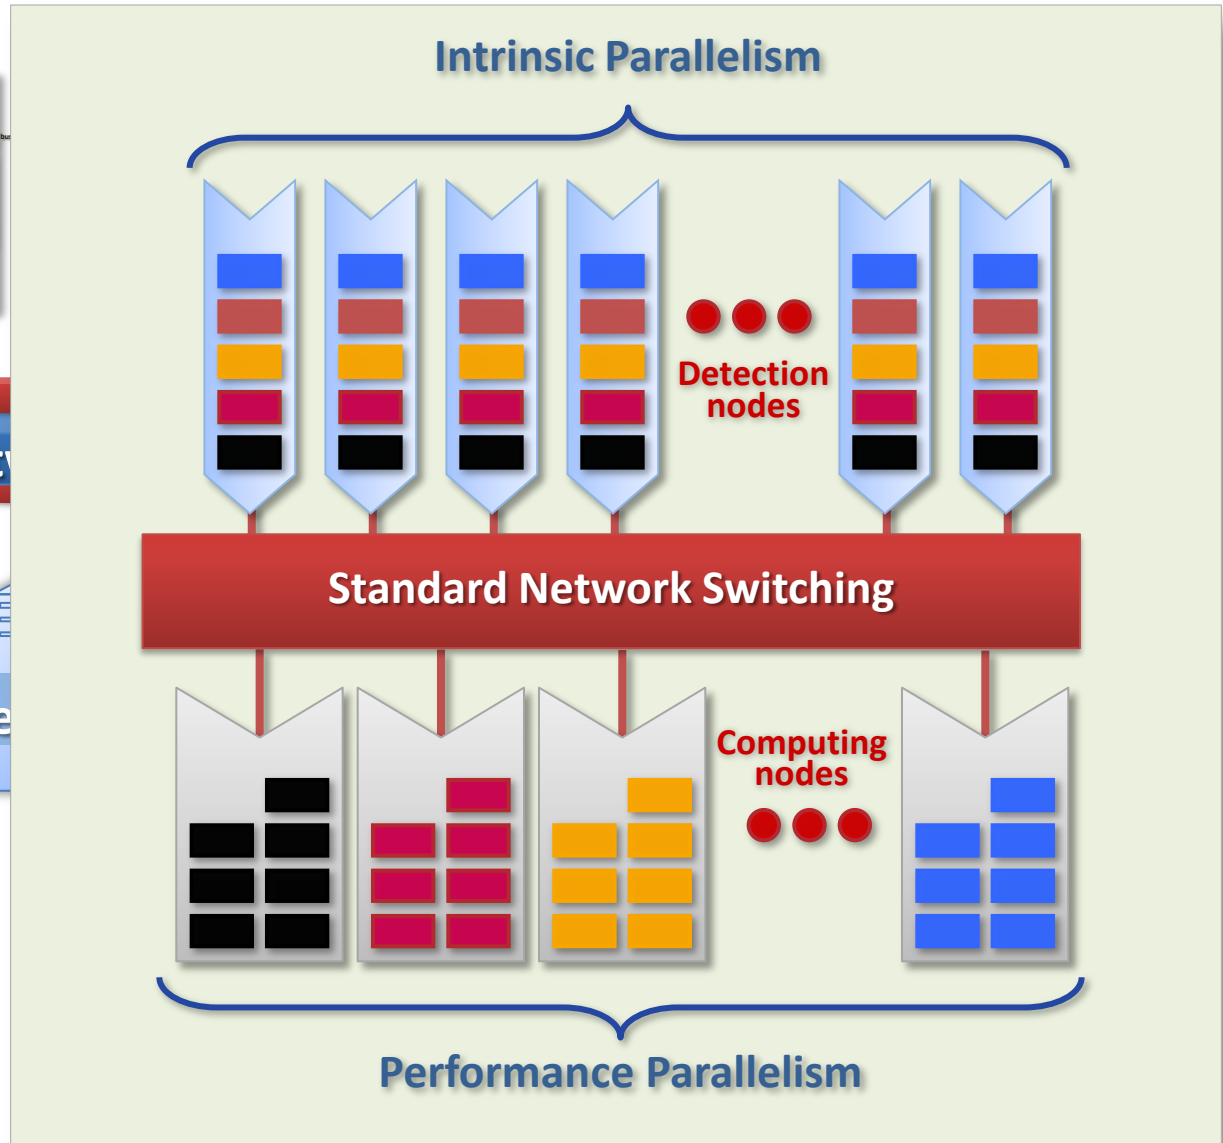 Intrinsic Parallelism
Detection
nodes
Standard Network Switching
Computing
nodes
Performance Parallelism